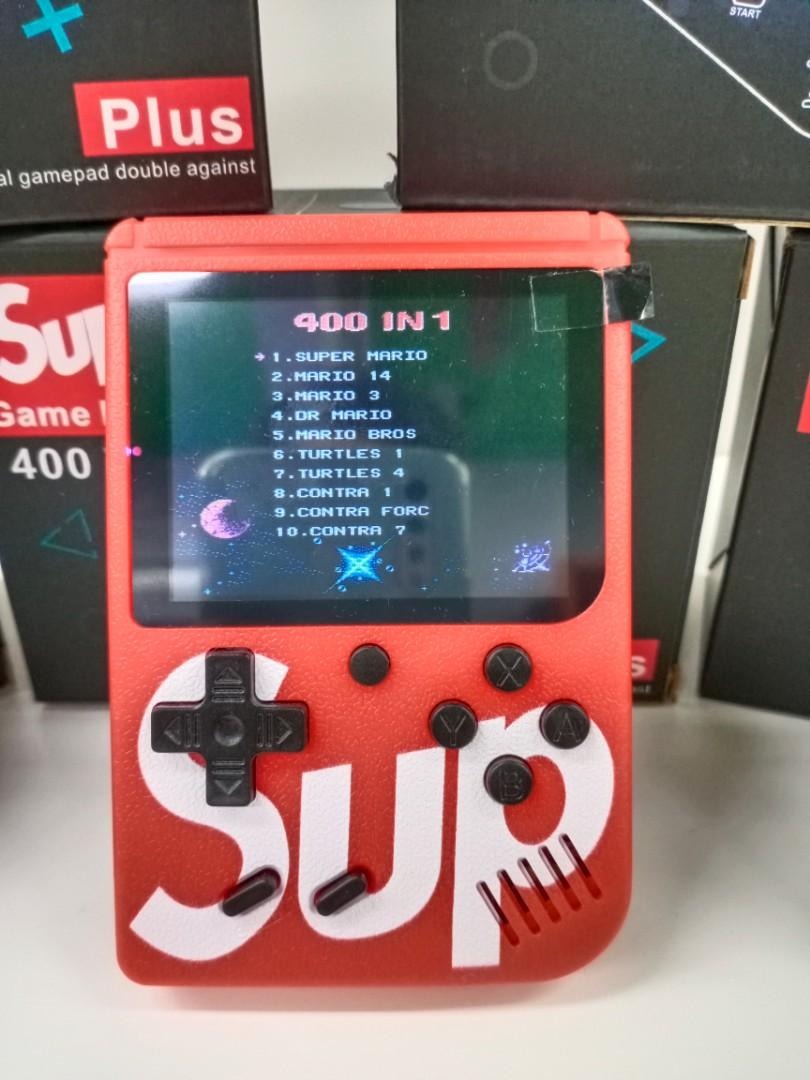 START
Plus
al gamepad double against
Sup
Game
400
400 IN 1
1.SUPER MARIO
2.MARIO 14
3.MARIO 3
4.DR MARIO
5.MARIO BROS
6.TURTLES 1
7.TURTLES 4
8.CONTRA 1
9.CONTRA FORC
10.CONTRA 7
s
X
Y
A
B
Sup